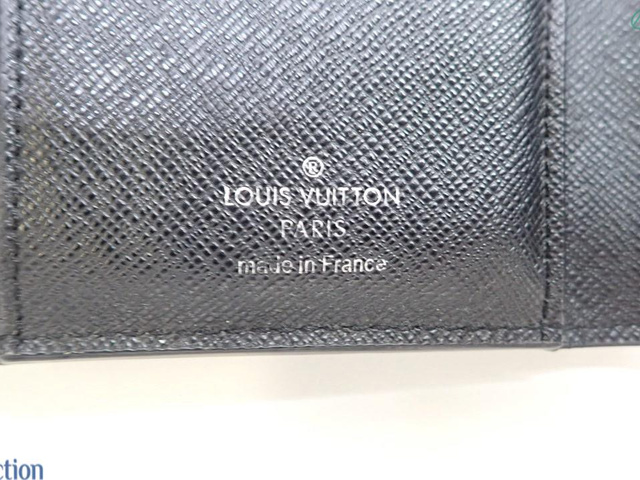 ®
LOUIS VUITTON
PARIS
made in France
ction